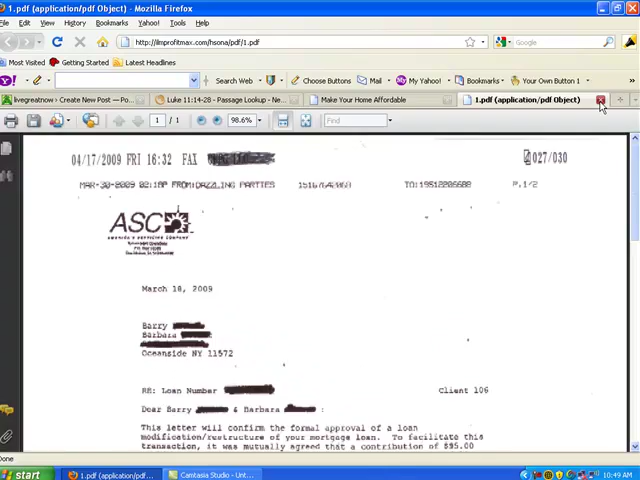 1.pdf (application/pdf Object) - Mozilla Firefox
File Edit View History Bookmarks Yahoo! Tools Help
http://ilmprofitmax.com/hsona/pdf/1.pdf
Google
Most Visited Getting Started Latest Headlines
Y! Search Web Choose Buttons Mail My Yahoo! Bookmarks Your Own Button 1
livegreatnow › Create New Post — Po... Luke 11:14-28 - Passage Lookup - Ne... Make Your Home Affordable 1.pdf (application/pdf Object)
1 / 1 98.6% Find
04/17/2009 FRI 16:32 FAX 027/030
MAR-30-2009 02:18P FROM:DAZZLING PARTIES TO:19512206682 P.1/2
ASC
AMERICA'S SERVICING COMPANY
March 18, 2009
Barry
Barbara
Oceanside NY 11572
RE: Loan Number Client 106
Dear Barry & Barbara :
This letter will confirm the formal approval of a loan
modification/restructure of your mortgage loan. To facilitate this
transaction, it was mutually agreed that a contribution of $95.00
Done
start 1.pdf (application/pd... Camtasia Studio - Unt... 10:49 AM